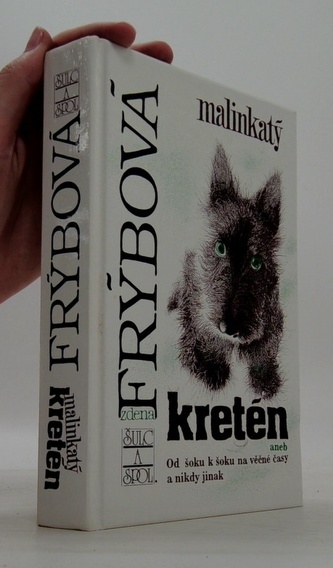 ŠULC
A
SPOL.
FRÝBOVÁ
malinkatý
kretén
malinkatý
zdena
FRÝBOVÁ
kretén
aneb
Od šoku k šoku na věčné časy
a nikdy jinak
ŠULC
A
SPOL.